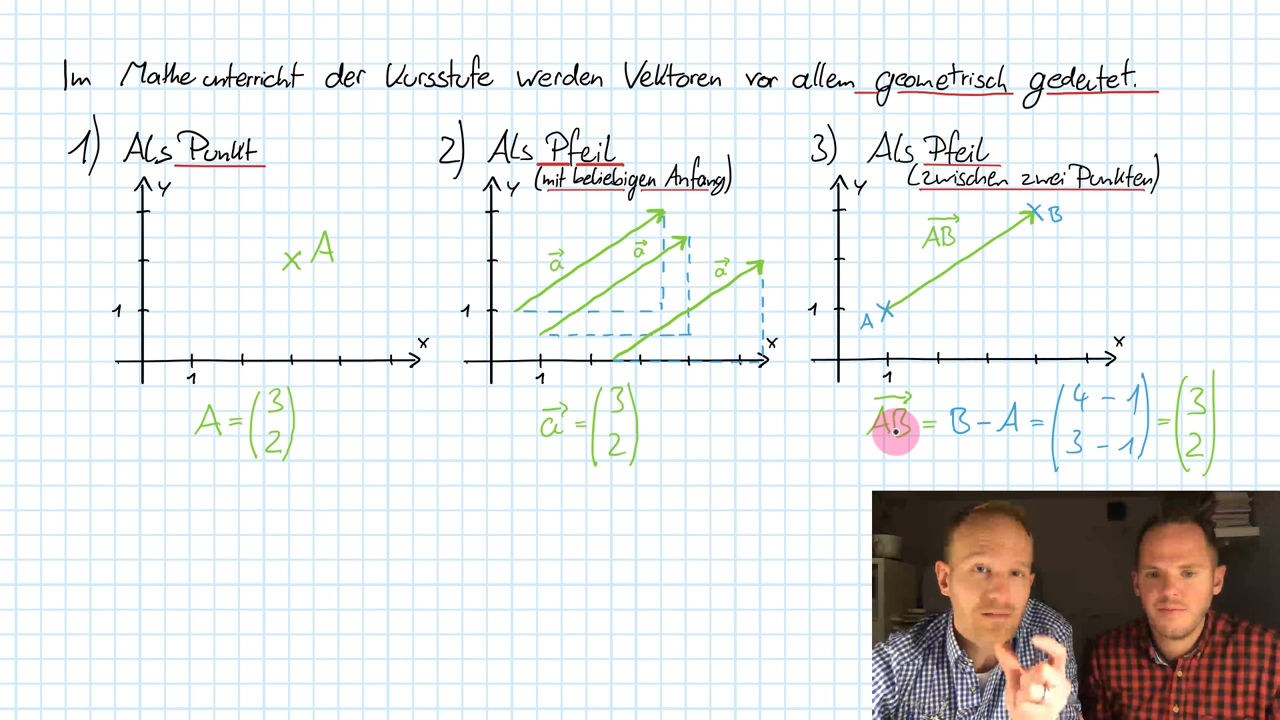 Im Matheunterricht der Kursstufe werden Vektoren vor allem geometrisch gedeutet.
1) Als Punkt
y
x A
1
x
1
A = (3 2)
2) Als Pfeil
(mit beliebigen Anfang)
y
a⃗ a⃗ a⃗
1
x
1
a⃗ = (3 2)
3) Als Pfeil
(zwischen zwei Punkten)
y
x B
AB⃗
1
A x
x
1
AB⃗ = B - A = (4 - 1 3 - 1) = (3 2)